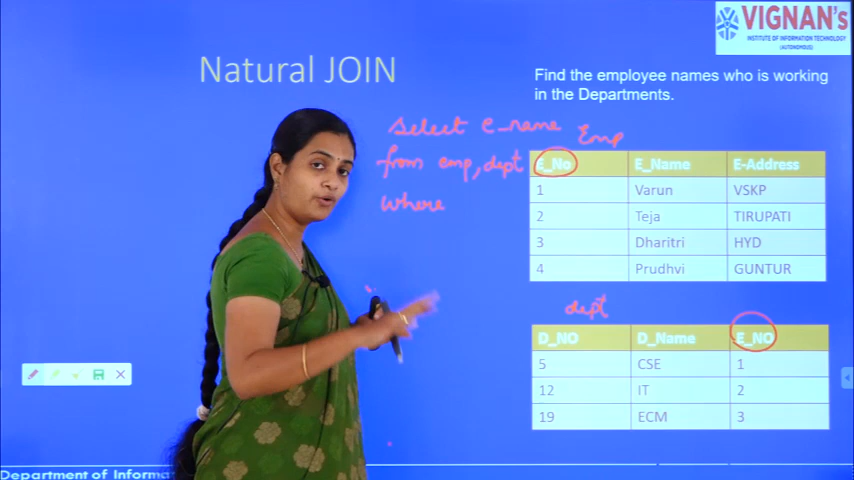 VIGNAN's
INSTITUTE OF INFORMATION TECHNOLOGY
(AUTONOMOUS)
Natural JOIN
Find the employee names who is working
in the Departments.
Select e_name
from emp, dept
where
Emp
E_No E_Name E-Address
1 Varun VSKP
2 Teja TIRUPATI
3 Dharitri HYD
4 Prudhvi GUNTUR
dept
D_NO D_Name E_NO
5 CSE 1
12 IT 2
19 ECM 3
Department of Informa